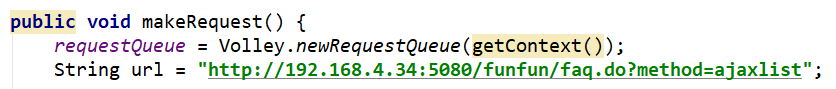 public void makeRequest() {
requestQueue = Volley.newRequestQueue(getContext());
String url = "http://192.168.4.34:5080/funfun/faq.do?method=ajaxlist";